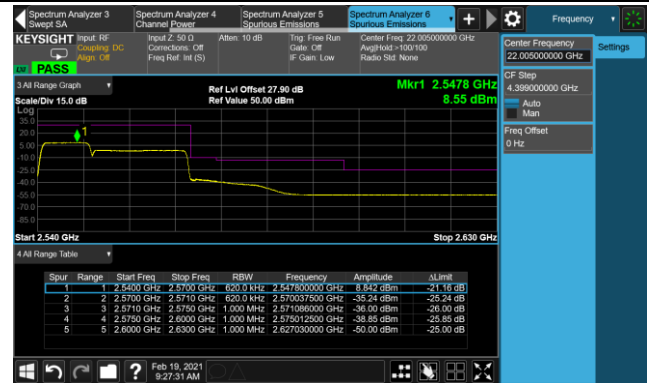 Spectrum Analyzer 3
Swept SA
Spectrum Analyzer 4
Channel Power
Spectrum Analyzer 5
Spurious Emissions
Spectrum Analyzer 6
Spurious Emissions
Frequency
KEYSIGHT
Input: RF
Coupling: DC
Align: Off
Input Z: 50 Ω
Corrections: Off
Freq Ref: Int (S)
Atten: 10 dB
Trig: Free Run
Gate: Off
IF Gain: Low
Center Freq: 22.005000000 GHz
Avg|Hold:>100/100
Radio Std: None
PASS
3 All Range Graph
Scale/Div 15.0 dB
Ref Lvl Offset 27.90 dB
Ref Value 50.00 dBm
Mkr1 2.5478 GHz
8.55 dBm
Log
35.0
20.0
5.00
-10.0
-25.0
-40.0
-55.0
-70.0
-85.0
1
Start 2.540 GHz
Stop 2.630 GHz
4 All Range Table
Spur Range Start Freq Stop Freq RBW Frequency Amplitude ΔLimit
1 1 2.5400 GHz 2.5700 GHz 620.0 kHz 2.547800000 GHz 8.842 dBm -21.16 dB
2 2 2.5700 GHz 2.5710 GHz 620.0 kHz 2.570037500 GHz -35.24 dBm -25.24 dB
3 3 2.5710 GHz 2.5750 GHz 1.000 MHz 2.571086000 GHz -36.00 dBm -26.00 dB
4 4 2.5750 GHz 2.6000 GHz 1.000 MHz 2.575012500 GHz -38.85 dBm -25.85 dB
5 5 2.6000 GHz 2.6300 GHz 1.000 MHz 2.627030000 GHz -50.00 dBm -25.00 dB
Center Frequency
22.005000000 GHz
Settings
CF Step
4.399000000 GHz
Auto
Man
Freq Offset
0 Hz
?
Feb 19, 2021
9:27:31 AM